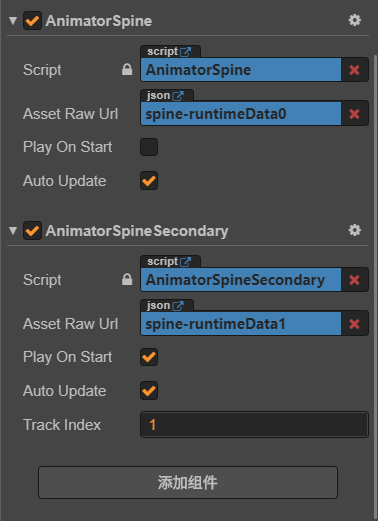 AnimatorSpine
script
Script AnimatorSpine
json
Asset Raw Url spine-runtimeData0
Play On Start
Auto Update
AnimatorSpineSecondary
script
Script AnimatorSpineSecondary
json
Asset Raw Url spine-runtimeData1
Play On Start
Auto Update
Track Index 1
添加组件